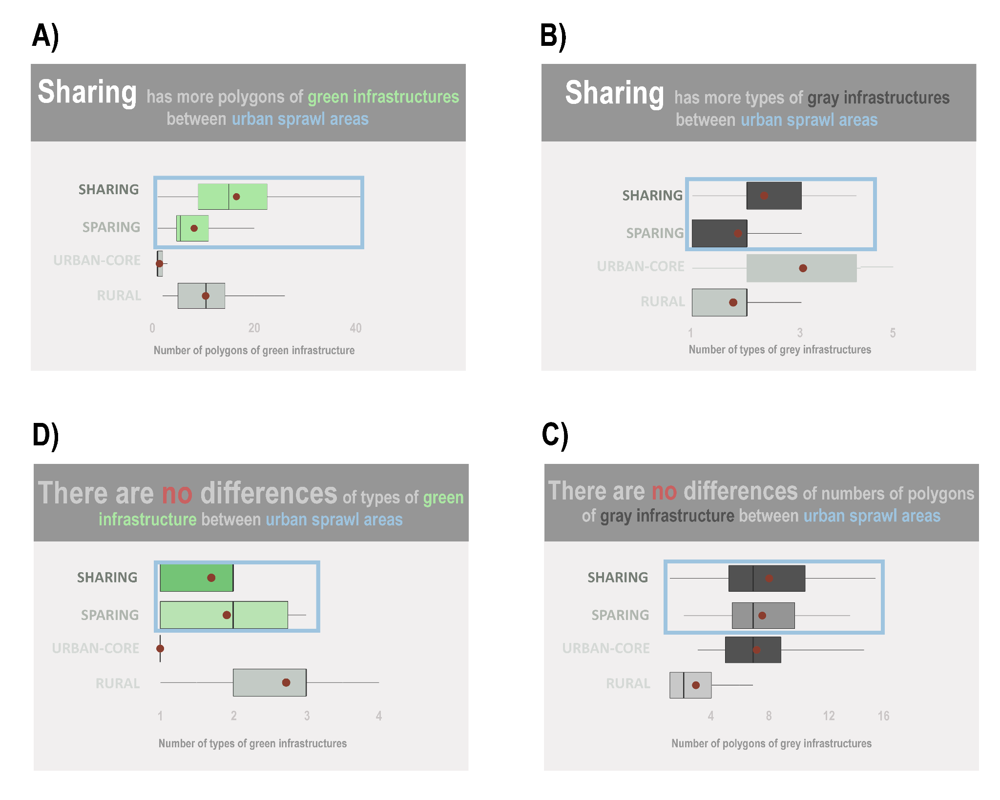 A)
Sharing has more polygons of green infrastructures
between urban sprawl areas
SHARING
SPARING
URBAN-CORE
RURAL
0 20 40
Number of polygons of green infrastructure
B)
Sharing has more types of gray infrastructures
between urban sprawl areas
SHARING
SPARING
URBAN-CORE
RURAL
1 3 5
Number of types of grey infrastructures
D)
There are no differences of types of green
infrastructure between urban sprawl areas
SHARING
SPARING
URBAN-CORE
RURAL
1 2 3 4
Number of types of green infrastructures
C)
There are no differences of numbers of polygons
of gray infrastructure between urban sprawl areas
SHARING
SPARING
URBAN-CORE
RURAL
4 8 12 16
Number of polygons of grey infrastructures